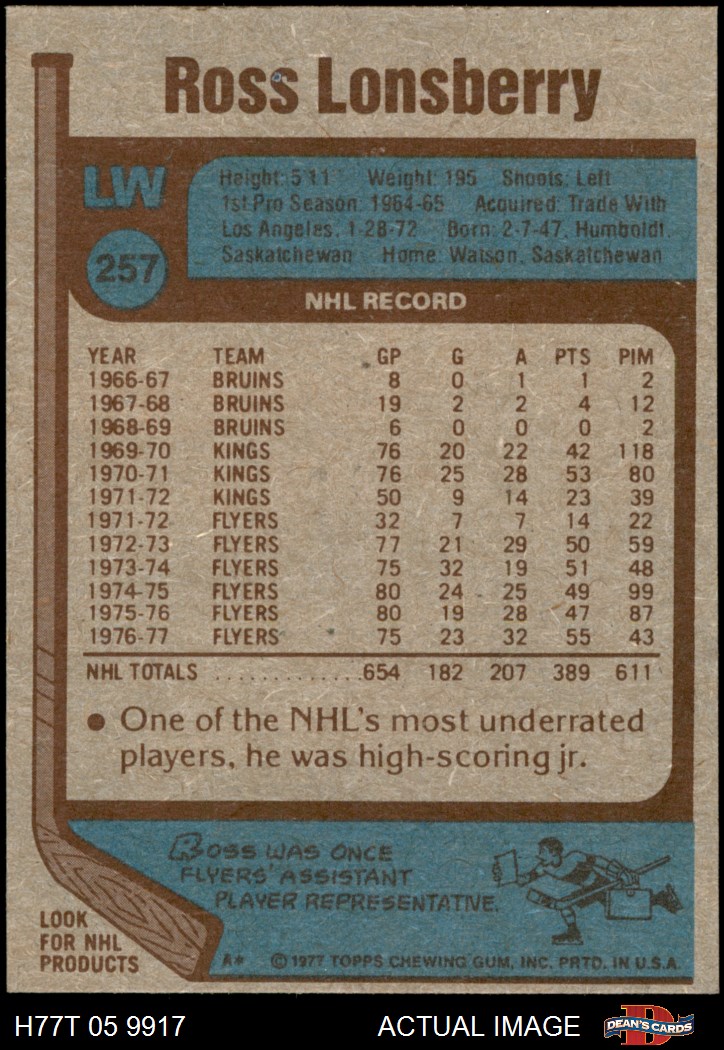 Ross Lonsberry
LW
Height: 5'11 Weight: 195 Shoots: Left
1st Pro Season: 1964-65 Acquired: Trade With
Los Angeles, 1-28-72 Born: 2-7-47, Humboldt,
Saskatchewan Home: Watson, Saskatchewan
257
NHL RECORD
YEAR TEAM GP G A PTS PIM
1966-67 BRUINS 8 0 1 1 2
1967-68 BRUINS 19 2 2 4 12
1968-69 BRUINS 6 0 0 0 2
1969-70 KINGS 76 20 22 42 118
1970-71 KINGS 76 25 28 53 80
1971-72 KINGS 50 9 14 23 39
1971-72 FLYERS 32 7 7 14 22
1972-73 FLYERS 77 21 29 50 59
1973-74 FLYERS 75 32 19 51 48
1974-75 FLYERS 80 24 25 49 99
1975-76 FLYERS 80 19 28 47 87
1976-77 FLYERS 75 23 32 55 43
NHL TOTALS .............654 182 207 389 611
● One of the NHL's most underrated
players, he was high-scoring jr.
ROSS WAS ONCE
FLYERS' ASSISTANT
PLAYER REPRESENTATIVE.
LOOK
FOR NHL
PRODUCTS
A* © 1977 TOPPS CHEWING GUM, INC. PRTD. IN U.S.A.
H77T 05 9917 ACTUAL IMAGE D DEAN'S CARDS